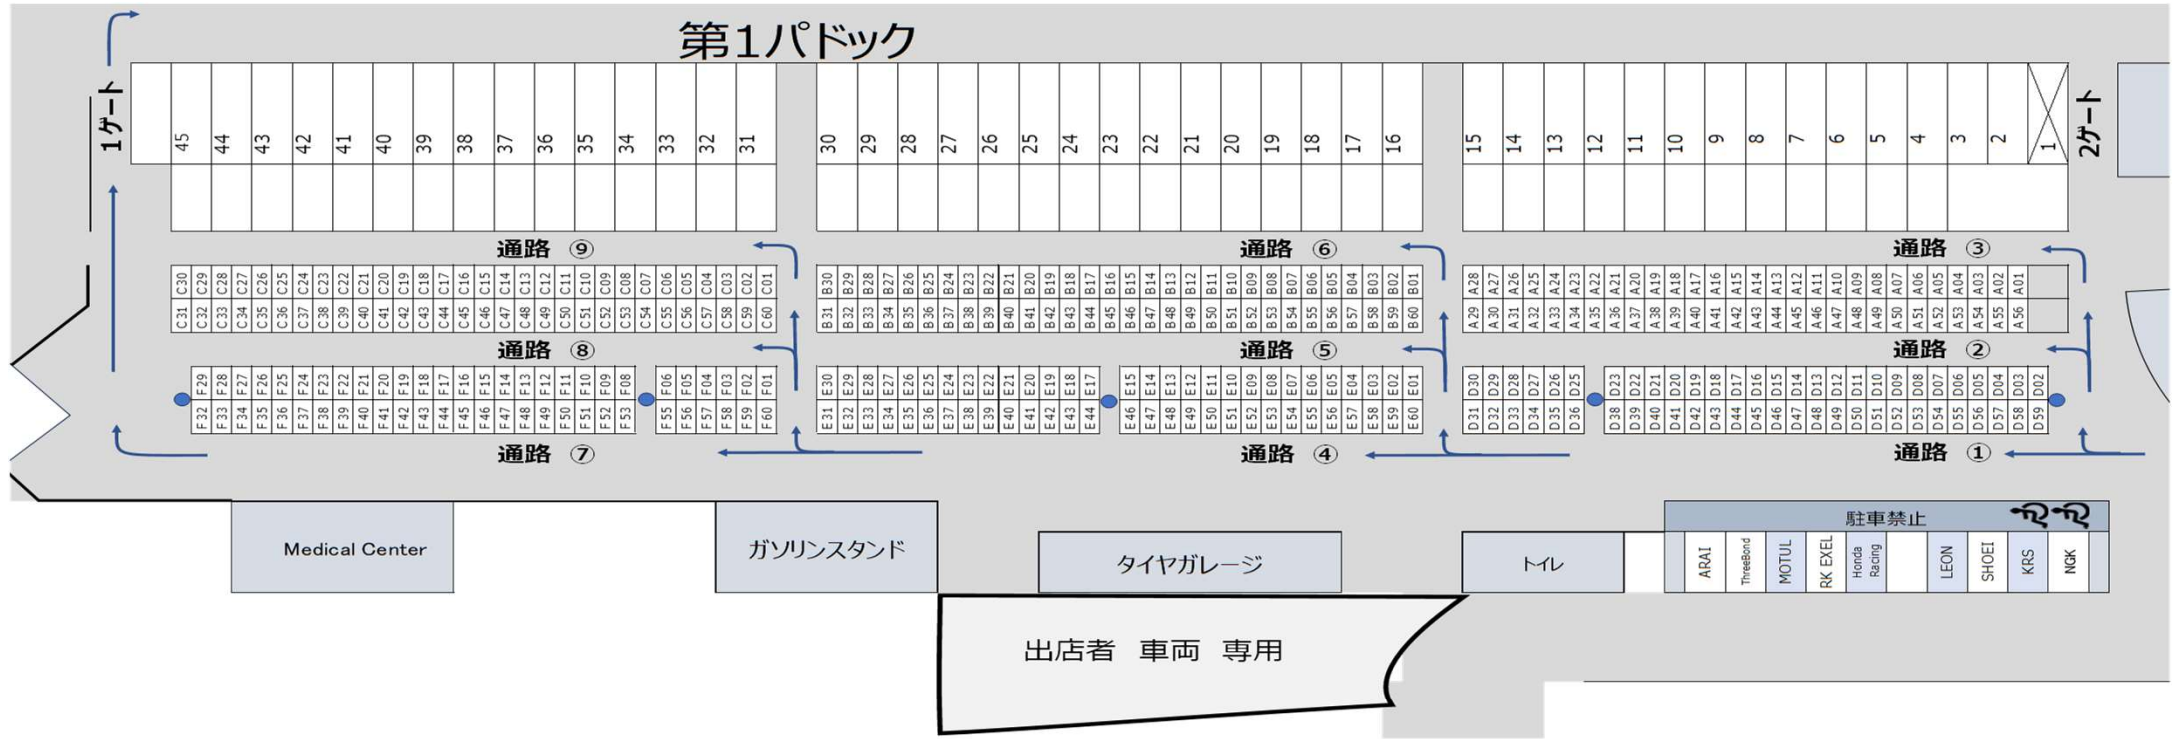 第1パドック
1ゲート
45 44 43 42 41 40 39 38 37 36 35 34 33 32 31 30 29 28 27 26 25 24 23 22 21 20 19 18 17 16 15 14 13 12 11 10 9 8 7 6 5 4 3 2 1
2ゲート
通路 ⑨ 通路 ⑥ 通路 ③
C30 C29 C28 C27 C26 C25 C24 C23 C22 C21 C20 C19 C18 C17 C16 C15 C14 C13 C12 C11 C10 C09 C08 C07 C06 C05 C04 C03 C02 C01 B30 B29 B28 B27 B26 B25 B24 B23 B22 B21 B20 B19 B18 B17 B16 B15 B14 B13 B12 B11 B10 B09 B08 B07 B06 B05 B04 B03 B02 B01 A28 A27 A26 A25 A24 A23 A22 A21 A20 A19 A18 A17 A16 A15 A14 A13 A12 A11 A10 A09 A08 A07 A06 A05 A04 A03 A02 A01
C31 C32 C33 C34 C35 C36 C37 C38 C39 C40 C41 C42 C43 C44 C45 C46 C47 C48 C49 C50 C51 C52 C53 C54 C55 C56 C57 C58 C59 C60 B31 B32 B33 B34 B35 B36 B37 B38 B39 B40 B41 B42 B43 B44 B45 B46 B47 B48 B49 B50 B51 B52 B53 B54 B55 B56 B57 B58 B59 B60 A29 A30 A31 A32 A33 A34 A35 A36 A37 A38 A39 A40 A41 A42 A43 A44 A45 A46 A47 A48 A49 A50 A51 A52 A53 A54 A55 A56
通路 ⑧ 通路 ⑤ 通路 ②
F29 F28 F27 F26 F25 F24 F23 F22 F21 F20 F19 F18 F17 F16 F15 F14 F13 F12 F11 F10 F09 F08 F06 F05 F04 F03 F02 F01 E30 E29 E28 E27 E26 E25 E24 E23 E22 E21 E20 E19 E18 E17 E15 E14 E13 E12 E11 E10 E09 E08 E07 E06 E05 E04 E03 E02 E01 D30 D29 D28 D27 D26 D25 D23 D22 D21 D20 D19 D18 D17 D16 D15 D14 D13 D12 D11 D10 D09 D08 D07 D06 D05 D04 D03 D02
F32 F33 F34 F35 F36 F37 F38 F39 F40 F41 F42 F43 F44 F45 F46 F47 F48 F49 F50 F51 F52 F53 F55 F56 F57 F58 F59 F60 E31 E32 E33 E34 E35 E36 E37 E38 E39 E40 E41 E42 E43 E44 E46 E47 E48 E49 E50 E51 E52 E53 E54 E55 E56 E57 E58 E59 E60 D31 D32 D33 D34 D35 D36 D38 D39 D40 D41 D42 D43 D44 D45 D46 D47 D48 D49 D50 D51 D52 D53 D54 D55 D56 D57 D58 D59
通路 ⑦ 通路 ④ 通路 ①
駐車禁止
Medical Center
ガソリンスタンド
タイヤガレージ
トイレ
ARAI
ThreeBond
MOTUL
RK EXEL
Honda
Racing
LEON
SHOEI
KRS
NGK
出店者 車両 専用